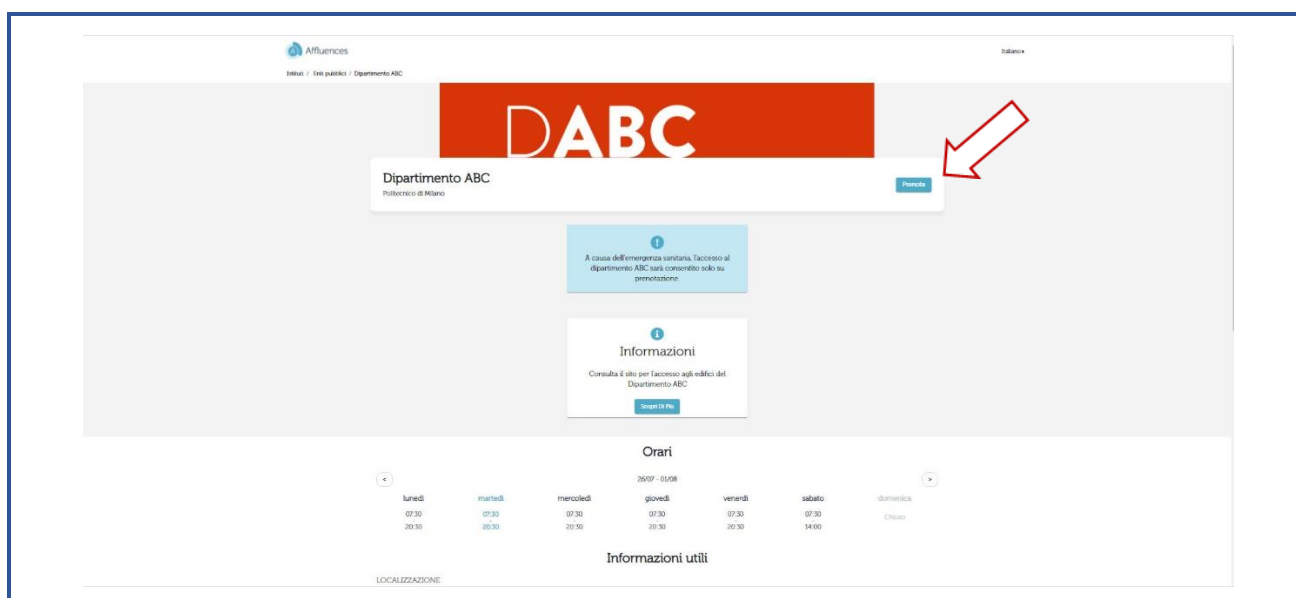 Affluences
Italiano
Istituti / Enti pubblici / Dipartimento ABC
DABC
Dipartimento ABC
Politecnico di Milano
Prenota
A causa dell'emergenza sanitaria, l'accesso al
dipartimento ABC sarà consentito solo su
prenotazione.
Informazioni
Consulta il sito per l'accesso agli edifici del
Dipartimento ABC
Scopri Di Più
Orari
< 26/07 - 01/08 >
lunedì martedì mercoledì giovedì venerdì sabato domenica
07:30 07:30 07:30 07:30 07:30 07:30 Chiuso
20:30 20:30 20:30 20:30 20:30 14:00
Informazioni utili
LOCALIZZAZIONE